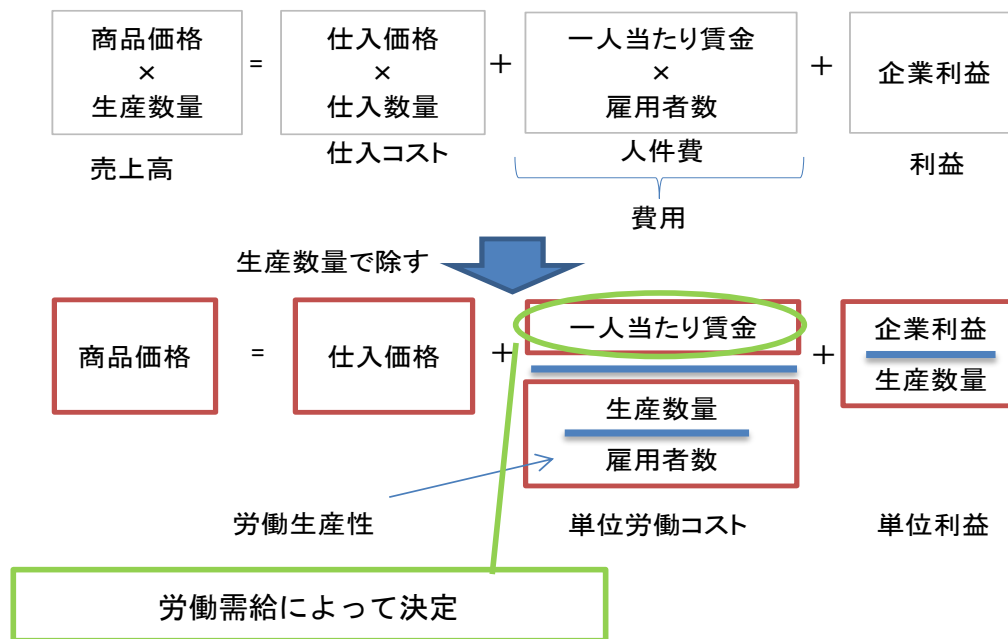 商品価格
×
生産数量
=
仕入価格
×
仕入数量
+
一人当たり賃金
×
雇用者数
+
企業利益
売上高
仕入コスト
人件費
利益
費用
生産数量で除す
商品価格
=
仕入価格
+
一人当たり賃金
生産数量
雇用者数
+
企業利益
生産数量
労働生産性
単位労働コスト
単位利益
労働需給によって決定